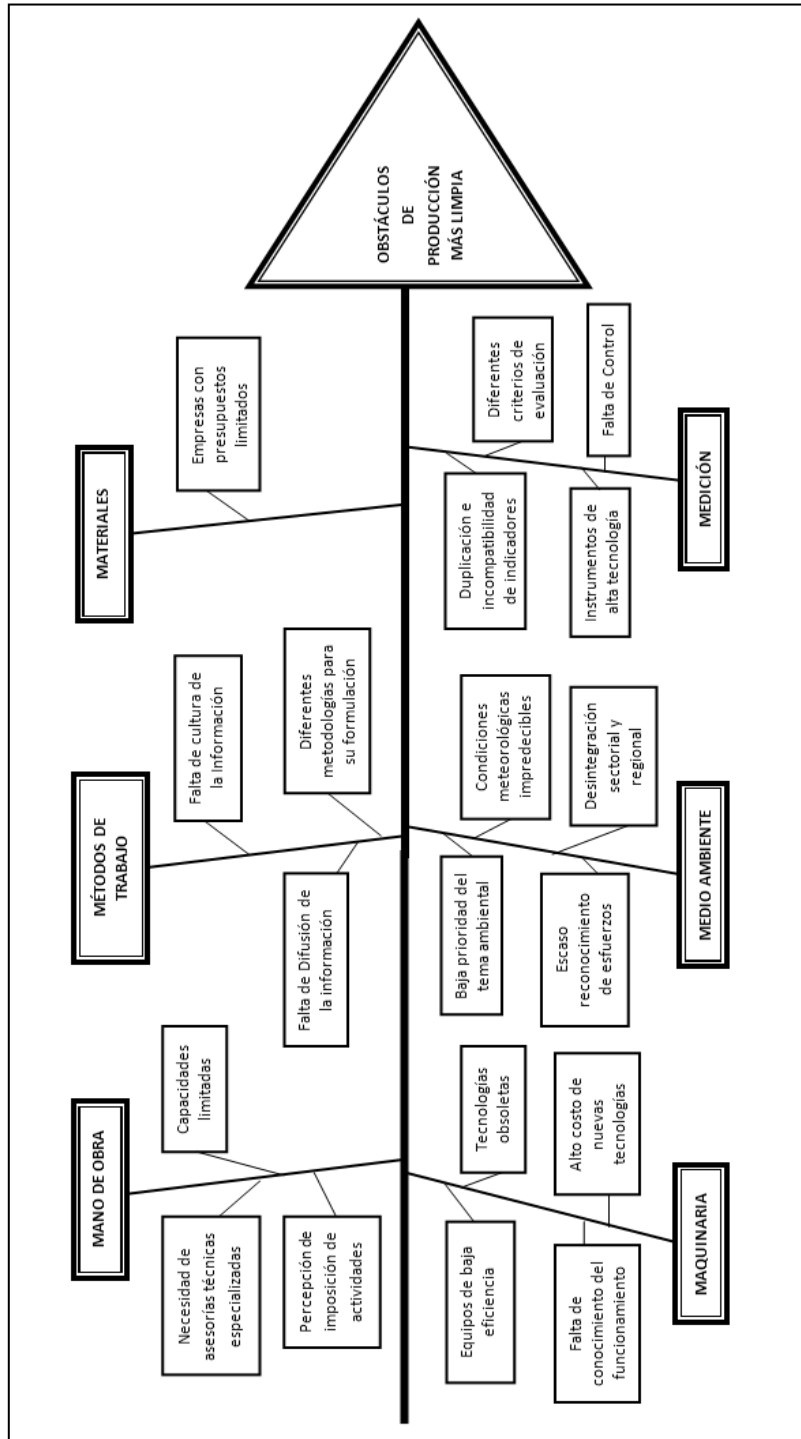 MANO DE OBRA
MÉTODOS DE
TRABAJO
MATERIALES
Necesidad de
asesorías técnicas
especializadas
Capacidades
limitadas
Percepción de
imposición de
actividades
Falta de cultura de
la Información
Falta de Difusión de
la información
Diferentes
metodologías para
su formulación
Empresas con
presupuestos
limitados
OBSTÁCULOS
DE
PRODUCCIÓN
MÁS LIMPIA
Equipos de baja
eficiencia
Tecnologías
obsoletas
Falta de
conocimiento del
funcionamiento
Alto costo de
nuevas
tecnologías
Baja prioridad del
tema ambiental
Condiciones
meteorológicas
impredecibles
Escaso
reconocimiento
de esfuerzos
Desintegración
sectorial y
regional
Duplicación e
incompatibilidad
de indicadores
Diferentes
criterios de
evaluación
Instrumentos de
alta tecnología
Falta de Control
MAQUINARIA
MEDIO AMBIENTE
MEDICIÓN